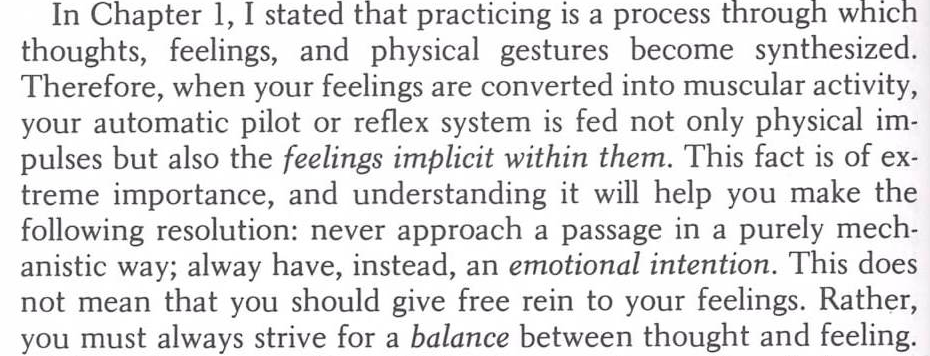 In Chapter 1, I stated that practicing is a process through which
thoughts, feelings, and physical gestures become synthesized.
Therefore, when your feelings are converted into muscular activity,
your automatic pilot or reflex system is fed not only physical im-
pulses but also the feelings implicit within them. This fact is of ex-
treme importance, and understanding it will help you make the
following resolution: never approach a passage in a purely mech-
anistic way; alway have, instead, an emotional intention. This does
not mean that you should give free rein to your feelings. Rather,
you must always strive for a balance between thought and feeling.